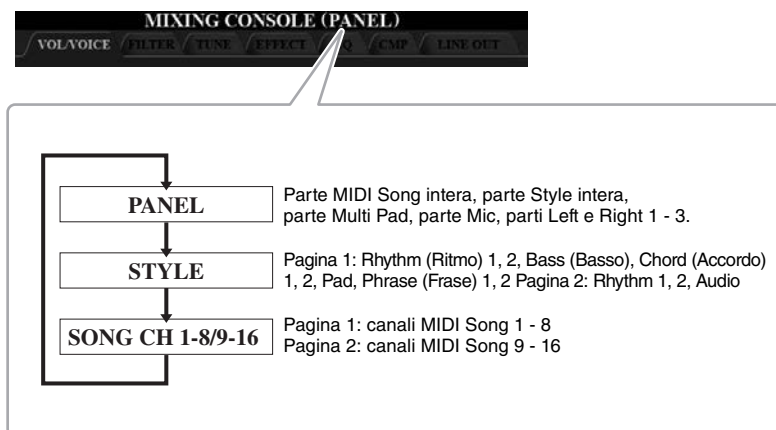 MIXING CONSOLE (PANEL)
VOL/VOICE FILTER TUNE EFFECT EQ CMP LINE OUT
PANEL
Parte MIDI Song intera, parte Style intera,
parte Multi Pad, parte Mic, parti Left e Right 1 - 3.
STYLE
Pagina 1: Rhythm (Ritmo) 1, 2, Bass (Basso), Chord (Accordo)
1, 2, Pad, Phrase (Frase) 1, 2 Pagina 2: Rhythm 1, 2, Audio
SONG CH 1-8/9-16
Pagina 1: canali MIDI Song 1 - 8
Pagina 2: canali MIDI Song 9 - 16